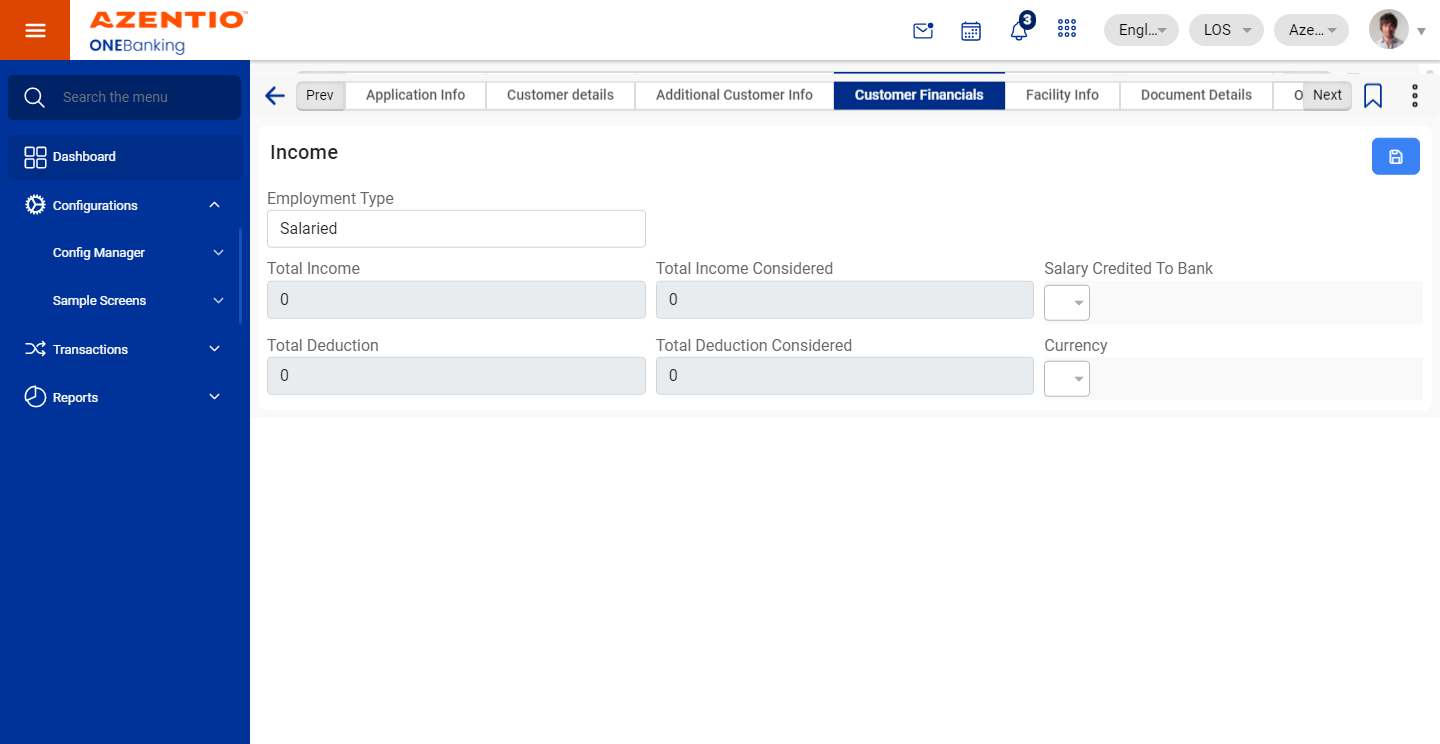 AZENTIO™
ONEBanking
3
Engl...
LOS
Aze...
Search the menu
Dashboard
Configurations
Config Manager
Sample Screens
Transactions
Reports
Prev
Application Info
Customer details
Additional Customer Info
Customer Financials
Facility Info
Document Details
O
Next
Income
Employment Type
Salaried
Total Income
Total Income Considered
Salary Credited To Bank
0
0
Total Deduction
Total Deduction Considered
Currency
0
0